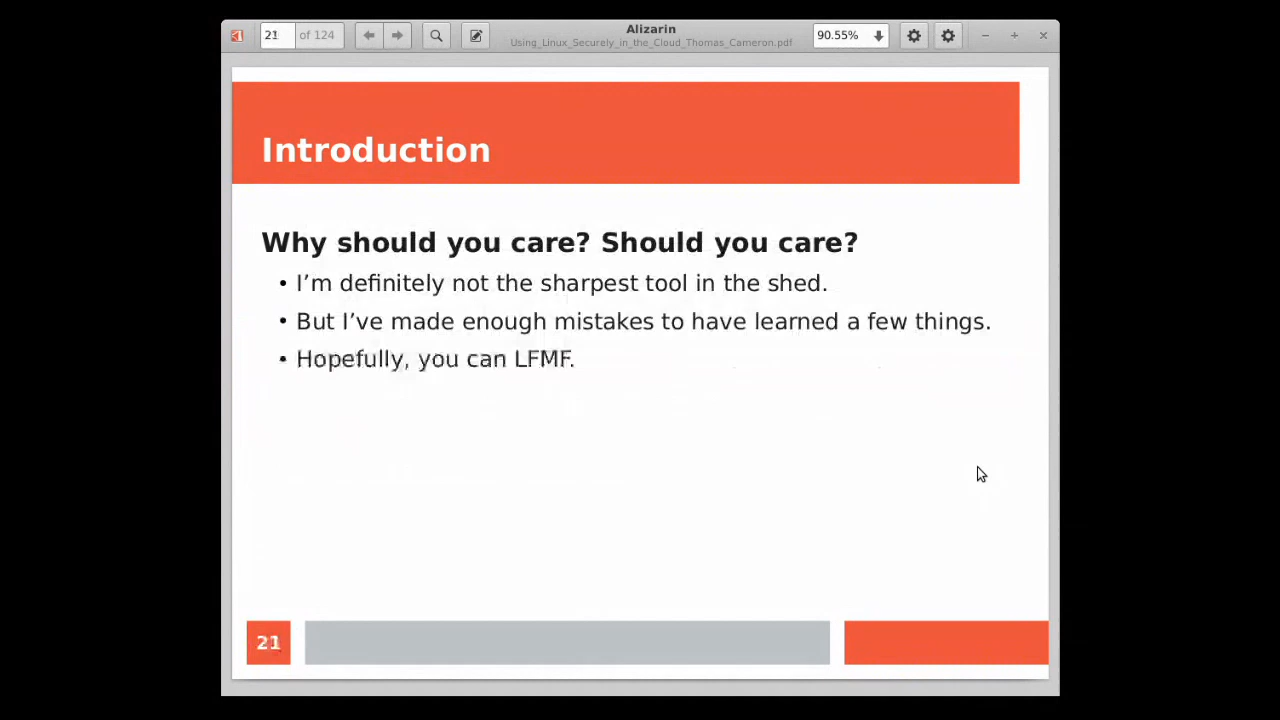 21 of 124
Alizarin
Using_Linux_Securely_in_the_Cloud_Thomas_Cameron.pdf
90.55%
Introduction
Why should you care? Should you care?
• I’m definitely not the sharpest tool in the shed.
• But I’ve made enough mistakes to have learned a few things.
• Hopefully, you can LFMF.
21